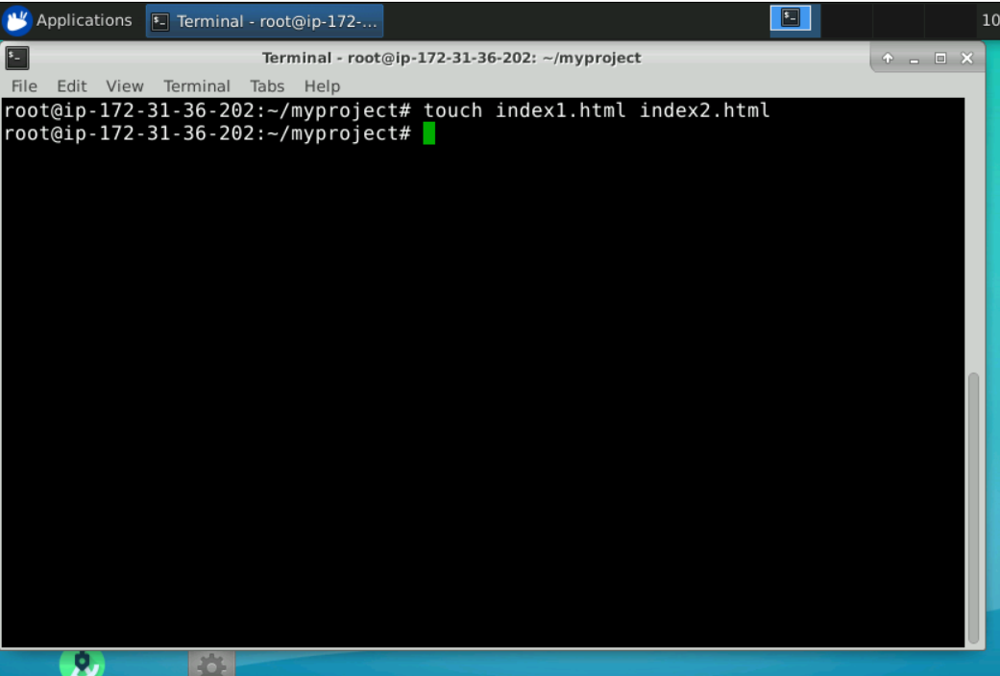 Applications Terminal - root@ip-172-... 10
Terminal - root@ip-172-31-36-202: ~/myproject
File Edit View Terminal Tabs Help
root@ip-172-31-36-202:~/myproject# touch index1.html index2.html
root@ip-172-31-36-202:~/myproject#